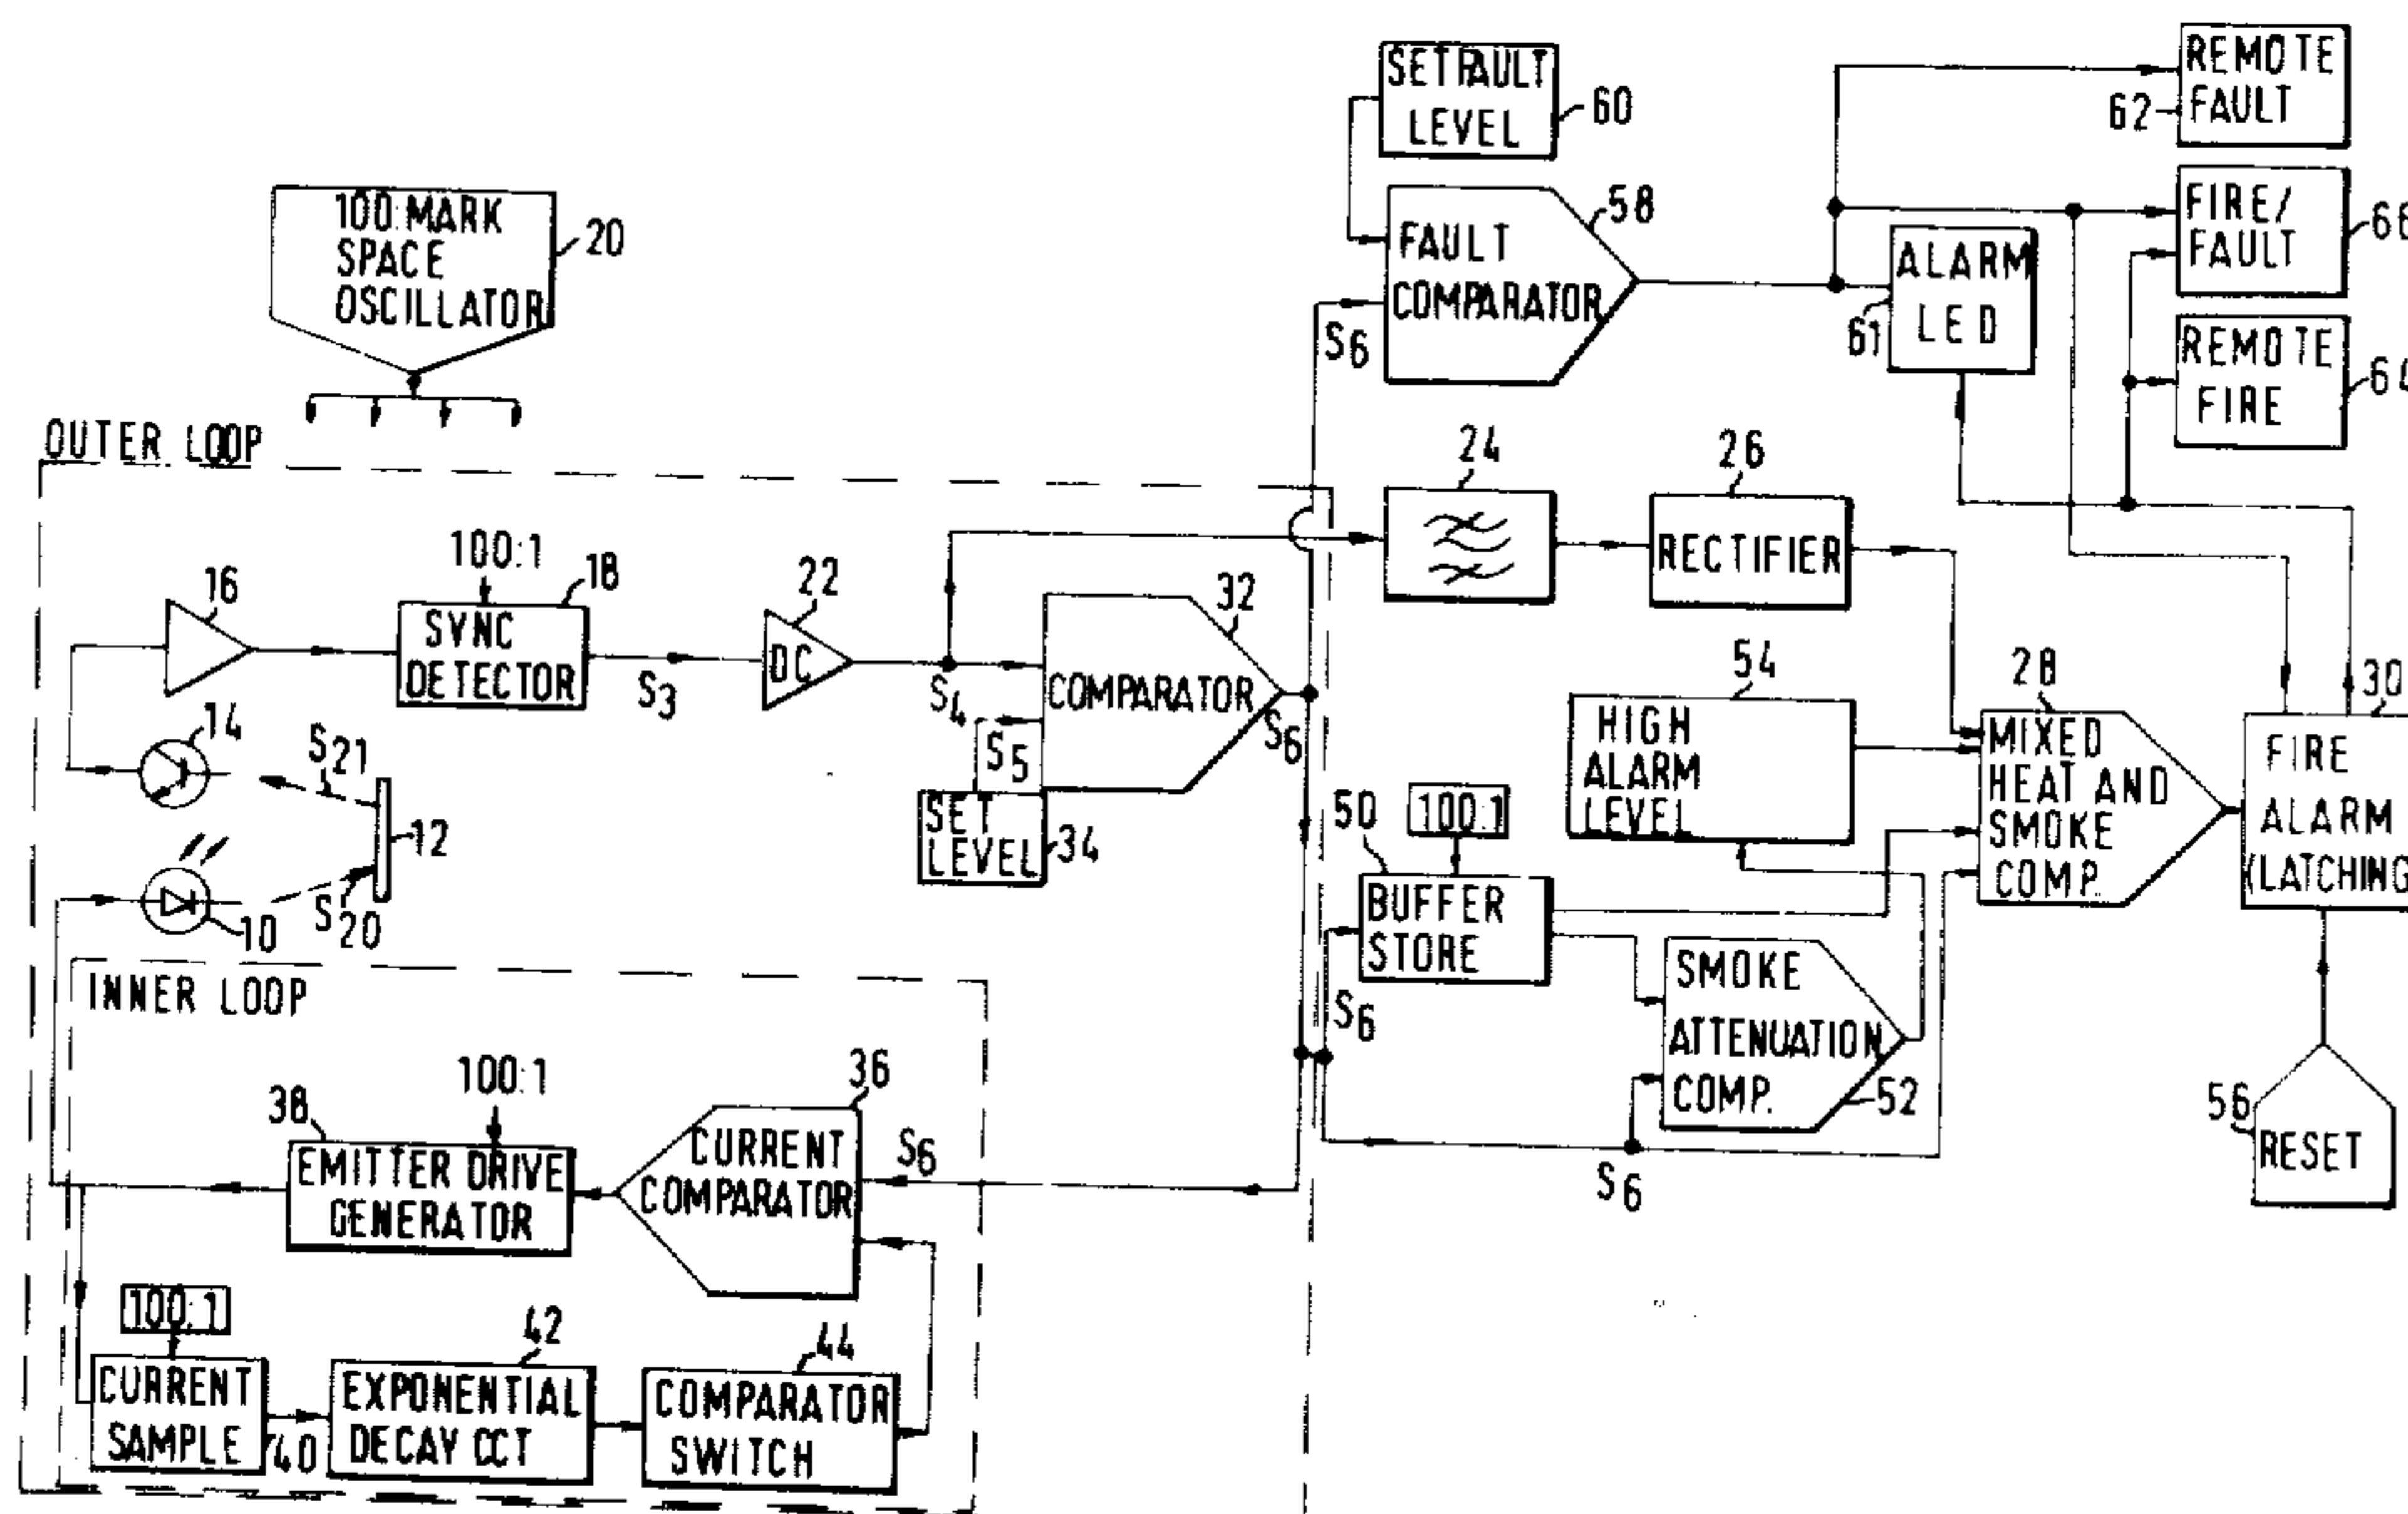 SET FAULT
LEVEL
60
REMOTE
FAULT
62
100:MARK
SPACE
OSCILLATOR
20
FAULT
COMPARATOR
58
S6
ALARM
LED
61
FIRE/
FAULT
REMOTE
FIRE
OUTER LOOP
16
100:1
SYNC
DETECTOR
18
S3
DC
22
S4
COMPARATOR
32
S6
S5
SET
LEVEL
34
24
RECTIFIER
26
14
S21
12
S20
10
HIGH
ALARM
LEVEL
54
MIXED
HEAT AND
SMOKE
COMP.
28
FIRE
ALARM
(LATCHING
30
50
100:1
BUFFER
STORE
S6
SMOKE
ATTENUATION
COMP.
52
S6
56
RESET
INNER LOOP
38
100:1
EMITTER DRIVE
GENERATOR
36
CURRENT
COMPARATOR
S6
100:1
CURRENT
SAMPLE
40
42
EXPONENTIAL
DECAY CCT
44
COMPARATOR
SWITCH